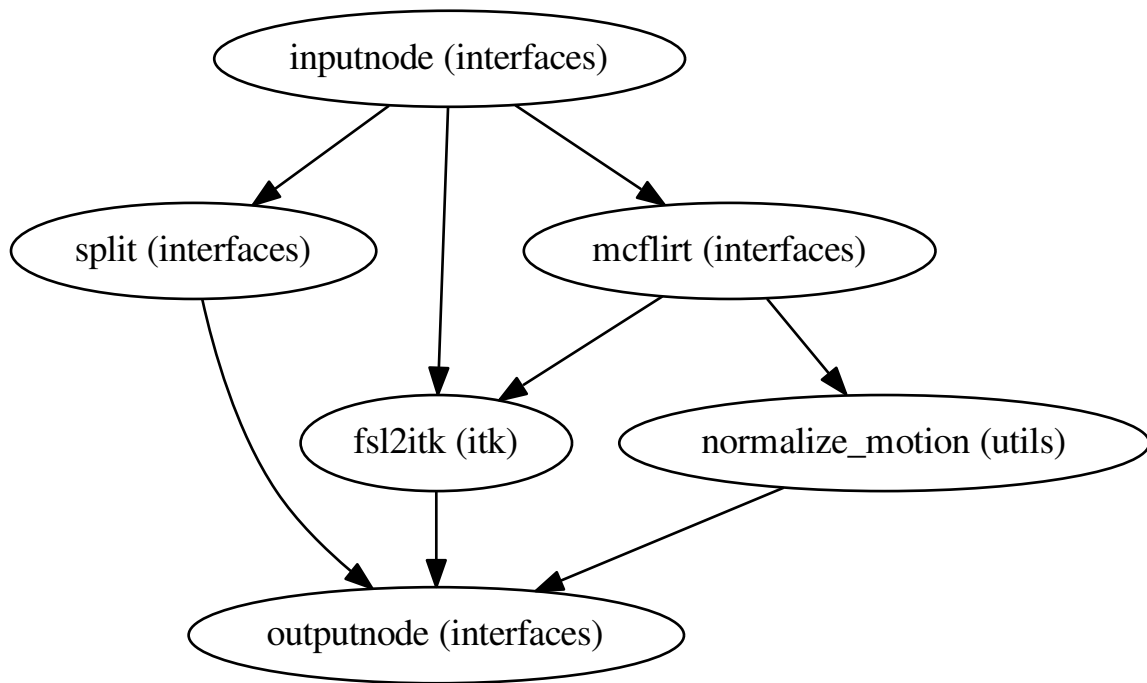 inputnode (interfaces)
split (interfaces)
mcflirt (interfaces)
fsl2itk (itk)
normalize_motion (utils)
outputnode (interfaces)